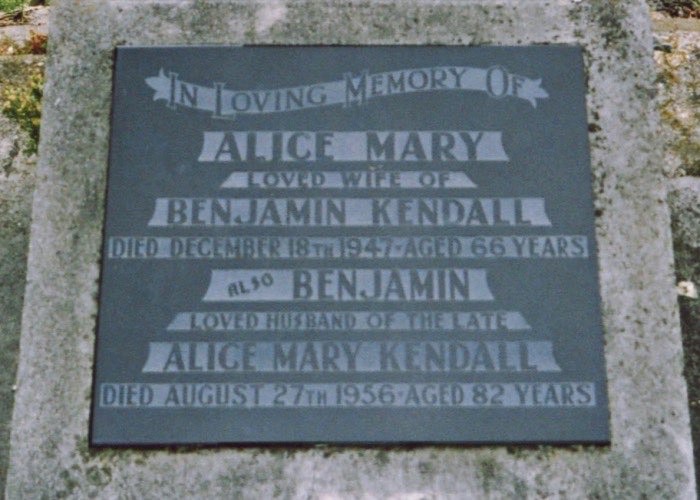 IN LOVING MEMORY OF
ALICE MARY
LOVED WIFE OF
BENJAMIN KENDALL
DIED DECEMBER 18TH 1947·AGED 66 YEARS
ALSO BENJAMIN
LOVED HUSBAND OF THE LATE
ALICE MARY KENDALL
DIED AUGUST 27TH 1956·AGED 82 YEARS